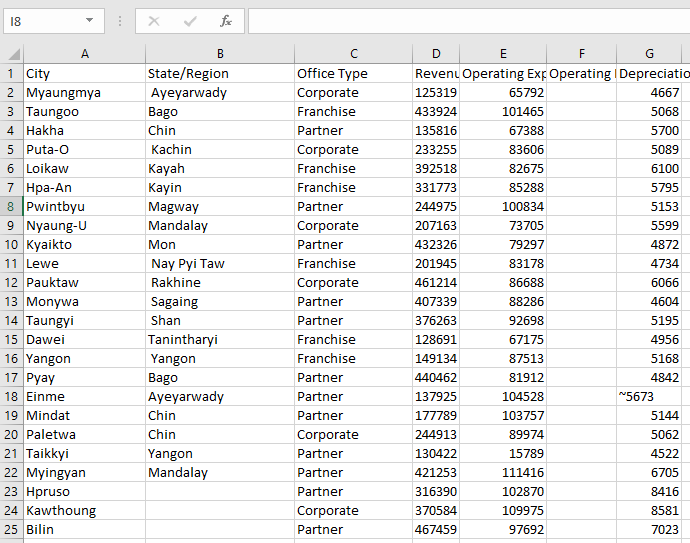 I8 fx
A B C D E F G
1 City State/Region Office Type Revenu Operating Exp Operating Depreciatio
2 Myaungmya Ayeyarwady Corporate 125319 65792 4667
3 Taungoo Bago Franchise 433924 101465 5068
4 Hakha Chin Partner 135816 67388 5700
5 Puta-O Kachin Corporate 233255 83606 5089
6 Loikaw Kayah Franchise 392518 82675 6100
7 Hpa-An Kayin Franchise 331773 85288 5795
8 Pwintbyu Magway Partner 244975 100834 5153
9 Nyaung-U Mandalay Corporate 207163 73705 5599
10 Kyaikto Mon Partner 432326 79297 4872
11 Lewe Nay Pyi Taw Franchise 201945 83178 4734
12 Pauktaw Rakhine Corporate 461214 86688 6066
13 Monywa Sagaing Partner 407339 88286 4604
14 Taungyi Shan Partner 376263 92698 5195
15 Dawei Tanintharyi Franchise 128691 67175 4956
16 Yangon Yangon Franchise 149134 87513 5168
17 Pyay Bago Partner 440462 81912 4842
18 Einme Ayeyarwady Partner 137925 104528 ~5673
19 Mindat Chin Partner 177789 103757 5144
20 Paletwa Chin Corporate 244913 89974 5062
21 Taikkyi Yangon Partner 130422 15789 4522
22 Myingyan Mandalay Partner 421253 111416 6705
23 Hpruso Partner 316390 102870 8416
24 Kawthoung Corporate 370584 109975 8581
25 Bilin Partner 467459 97692 7023